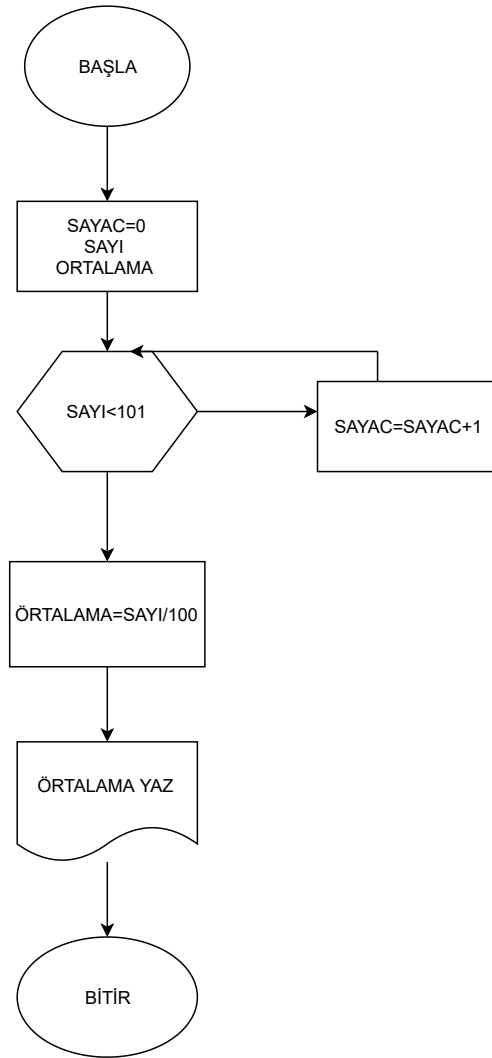 BAŞLA
SAYAC=0
SAYI
ORTALAMA
SAYI<101
SAYAC=SAYAC+1
ÖRTALAMA=SAYI/100
ÖRTALAMA YAZ
BİTİR